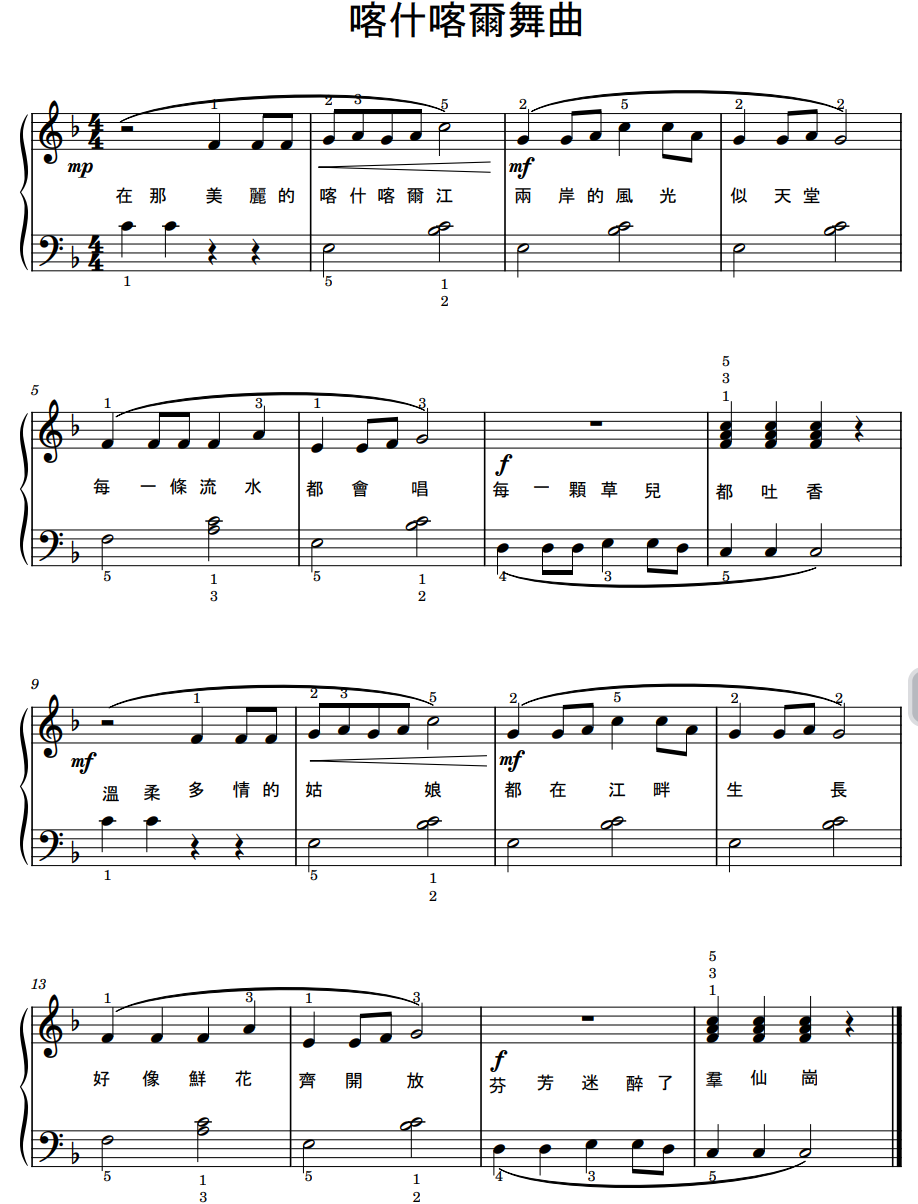 喀什喀爾舞曲
1 2 3 5 2 5 2 2
4 4
mp mf
在 那 美 麗 的 喀 什 喀 爾 江 兩 岸 的 風 光 似 天 堂
4 4
1 5 1
2
5
3
5 1 3 1 3 1
f
每 一 條 流 水 都 會 唱 每 一 顆 草 兒 都 吐 香
5 1 5 1 4 3 5
3 2
9 1 2 3 5 2 5 2 2
mf mf
溫 柔 多 情 的 姑 娘 都 在 江 畔 生 長
1 5 1
2
5
3
13 1 3 1 3 1
f
好 像 鮮 花 齊 開 放 芬 芳 迷 醉 了 羣 仙 崗
5 1 5 1 4 3 5
3 2